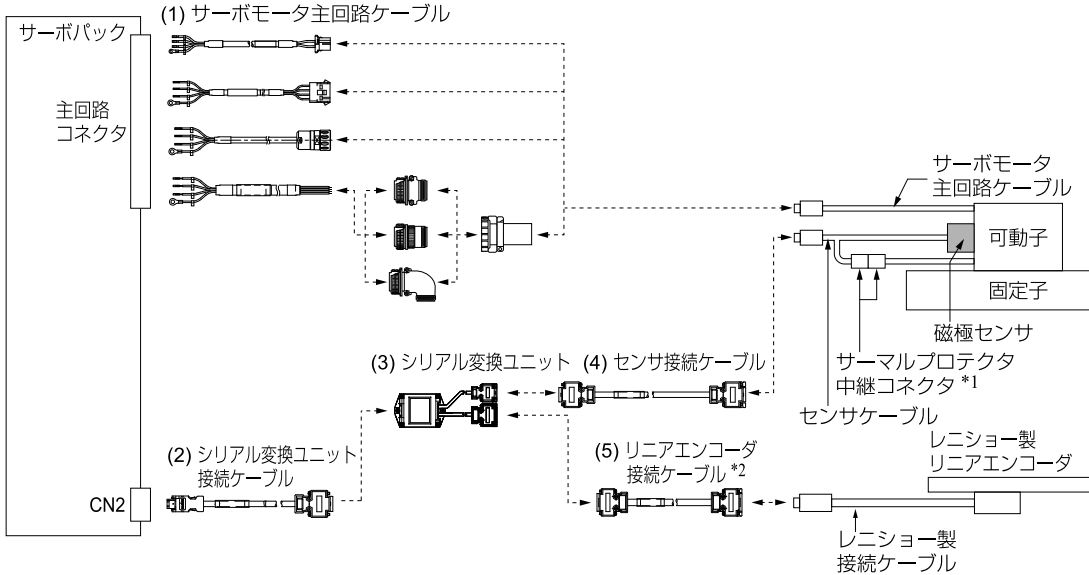 (1) サーボモータ主回路ケーブル
サーボパック
主回路
コネクタ
サーボモータ
主回路ケーブル
可動子
固定子
磁極センサ
サーマルプロテクタ
中継コネクタ *1
センサケーブル
(3) シリアル変換ユニット
(4) センサ接続ケーブル
(2) シリアル変換ユニット
接続ケーブル
(5) リニアエンコーダ
接続ケーブル *2
レニショー製
リニアエンコーダ
CN2
レニショー製
接続ケーブル